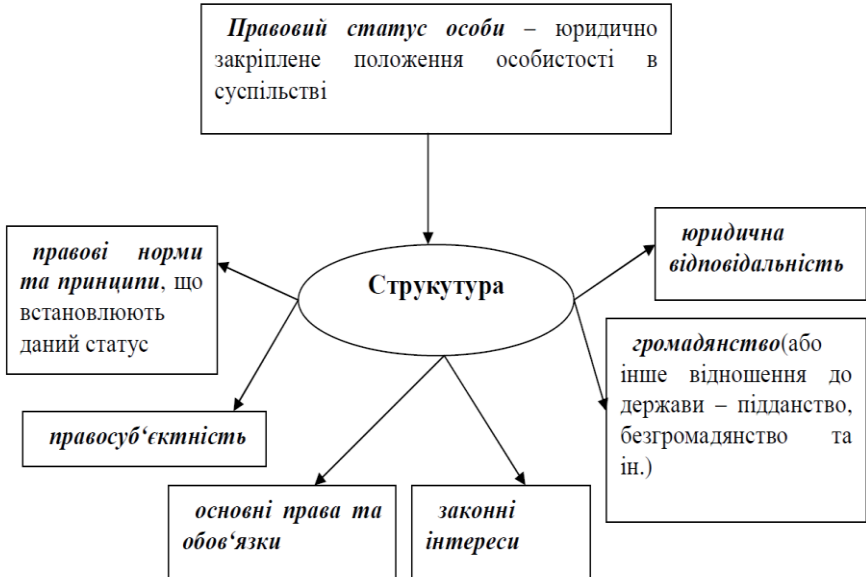 Правовий статус особи – юридично
закріплене положення особистості в
суспільстві
Струкутура
правові норми
та принципи, що
встановлюють
даний статус
правосуб‘єктність
основні права та
обов‘язки
законні
інтереси
юридична
відповідальність
громадянство(або
інше відношення до
держави – підданство,
безгромадянство та
ін.)